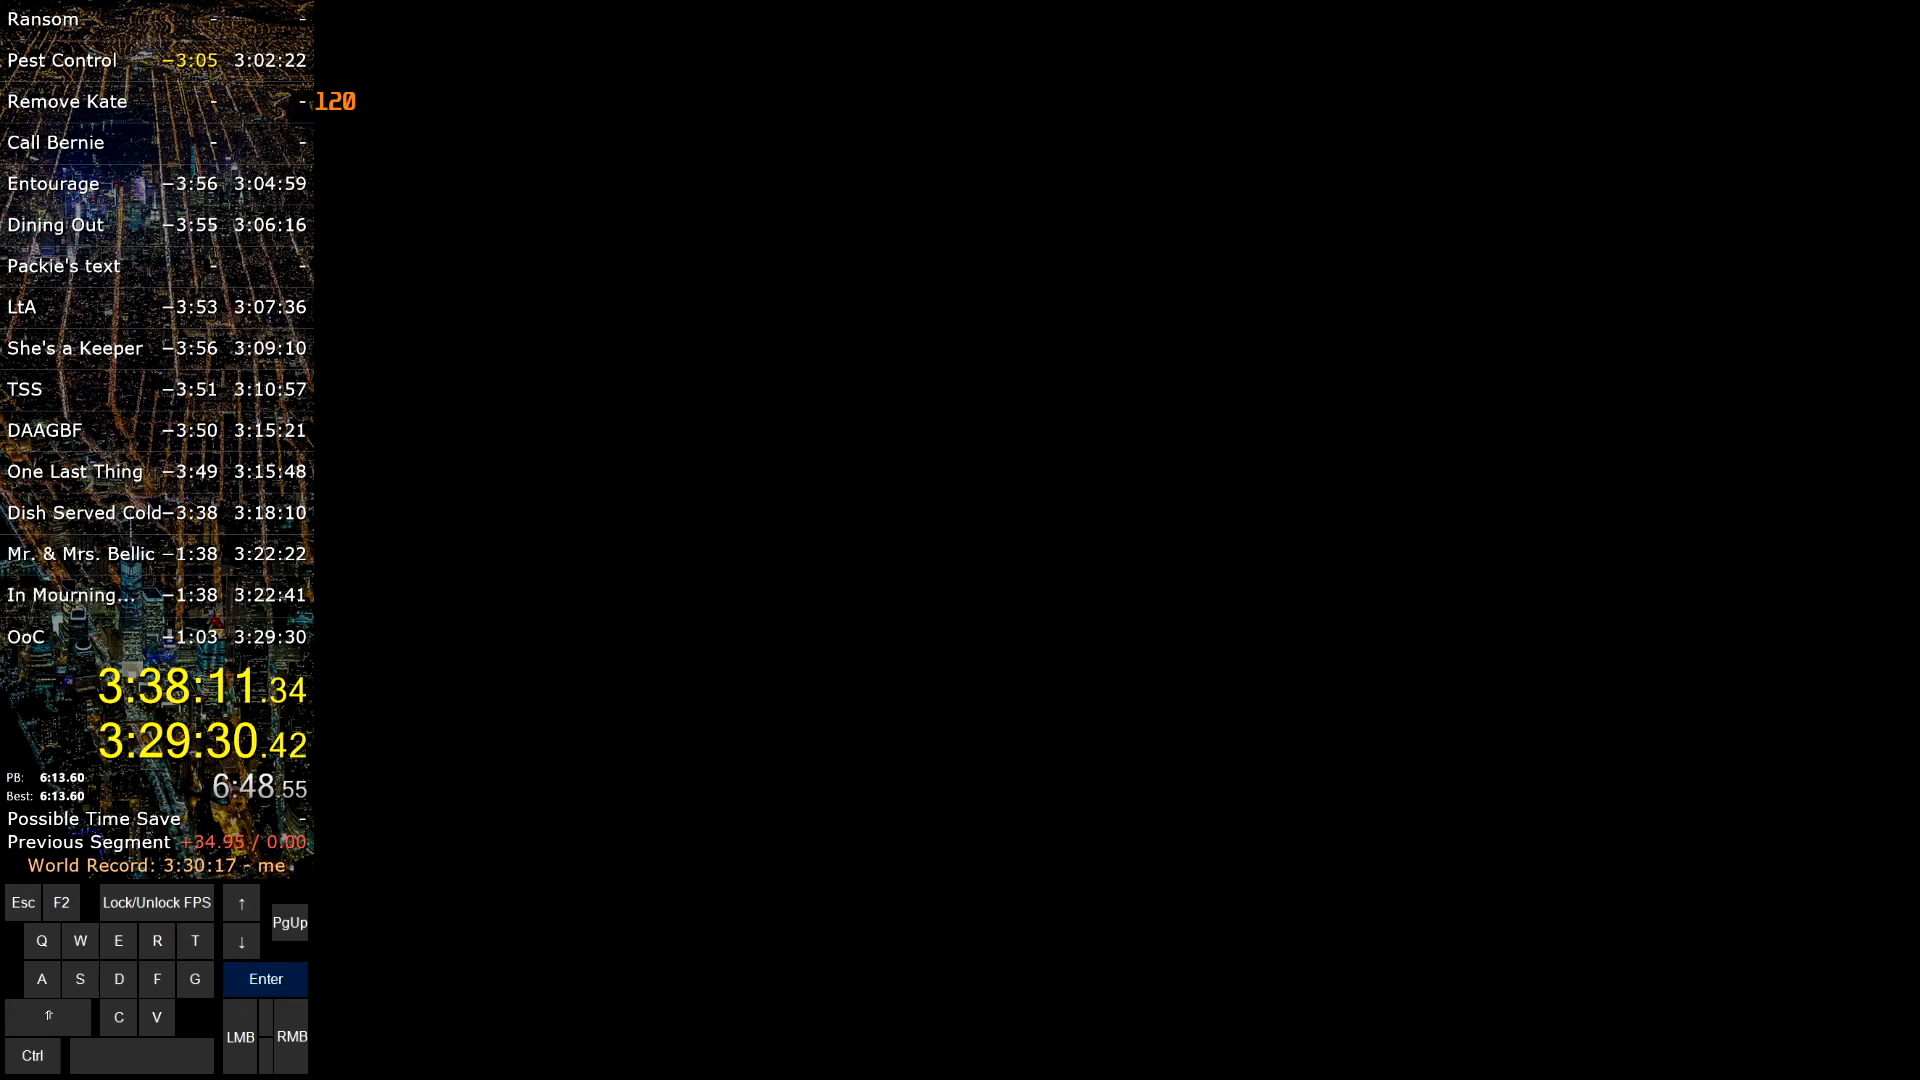 Ransom - -
Pest Control −3:05 3:02:22
Remove Kate - - 120
Call Bernie - -
Entourage −3:56 3:04:59
Dining Out −3:55 3:06:16
Packie's text - -
LtA −3:53 3:07:36
She's a Keeper −3:56 3:09:10
TSS −3:51 3:10:57
DAAGBF −3:50 3:15:21
One Last Thing −3:49 3:15:48
Dish Served Cold −3:38 3:18:10
Mr. & Mrs. Bellic −1:38 3:22:22
In Mourning... −1:38 3:22:41
OoC −1:03 3:29:30
3:38:11.34
3:29:30.42
PB: 6:13.60 6:48.55
Best: 6:13.60
Possible Time Save -
Previous Segment +34.95 / 0.00
World Record: 3:30:17 - me
Esc F2 Lock/Unlock FPS ↑
PgUp
Q W E R T ↓
A S D F G Enter
⇧ C V
LMB RMB
Ctrl